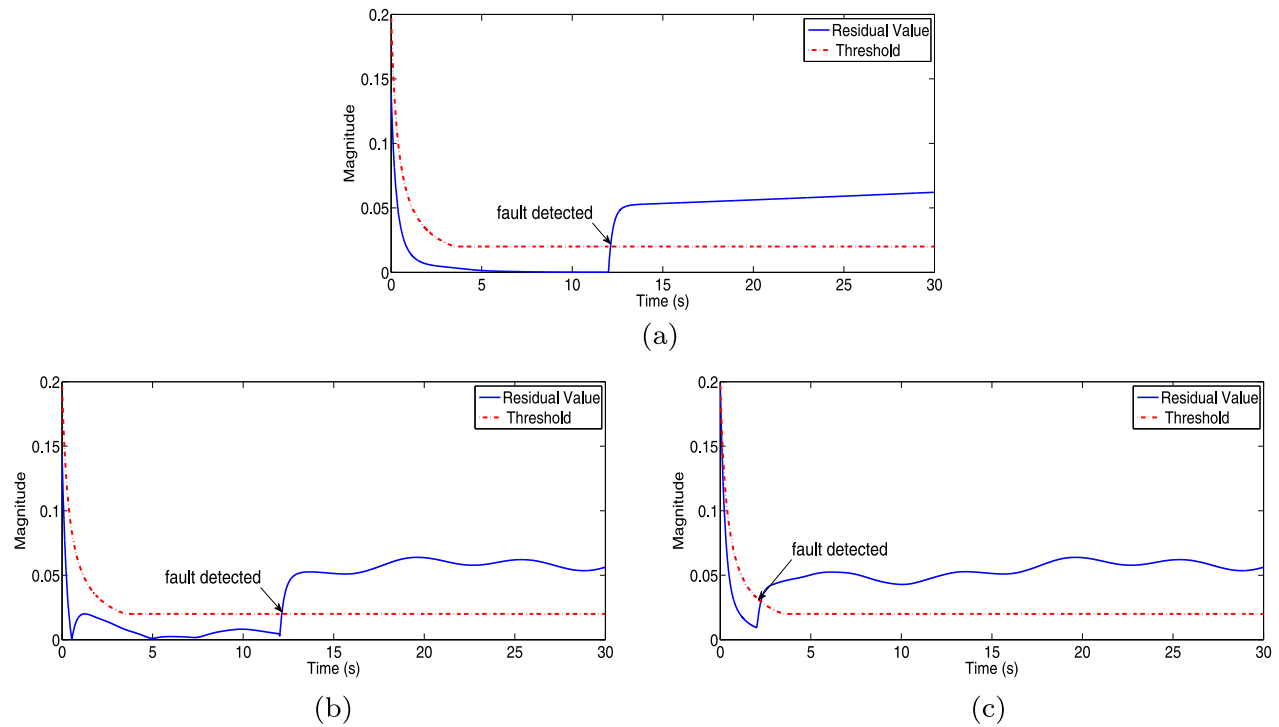 0.2
0.15
0.1
0.05
0
Magnitude
Residual Value
Threshold
fault detected
0 5 10 15 20 25 30
Time (s)
(a)
0.2
0.15
0.1
0.05
0
Magnitude
Residual Value
Threshold
fault detected
0 5 10 15 20 25 30
Time (s)
(b)
0.2
0.15
0.1
0.05
0
Magnitude
Residual Value
Threshold
fault detected
0 5 10 15 20 25 30
Time (s)
(c)